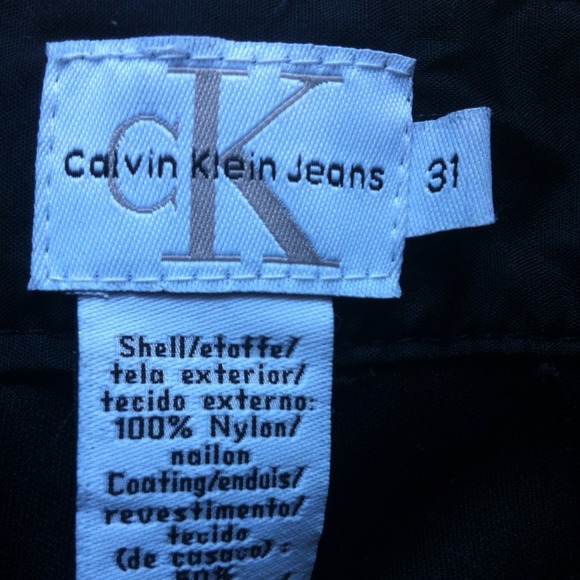 CK
Calvin Klein Jeans
31
Shell/etoffe/
tela exterior/
tecido externo:
100% Nylon/
nailon
Coating/enduis/
revestimento/
tecido
(de casaco):